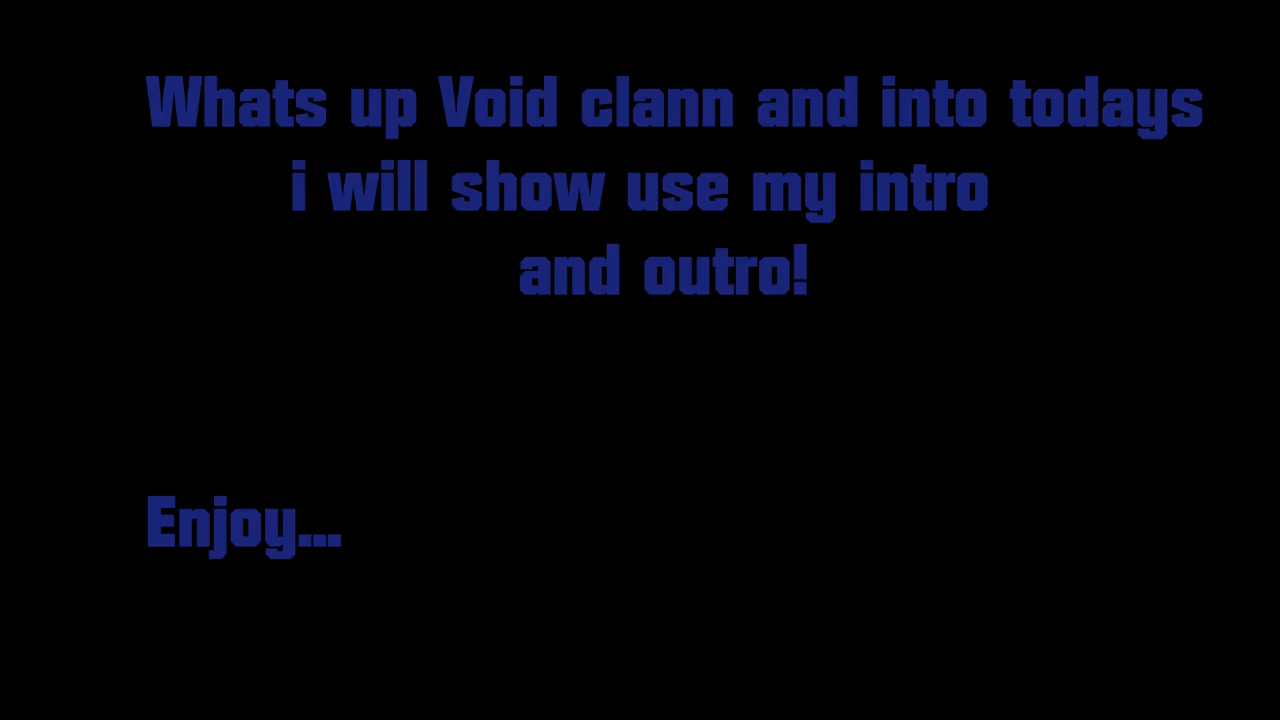 Whats up Void clann and into todays
i will show use my intro
and outro!
Enjoy...